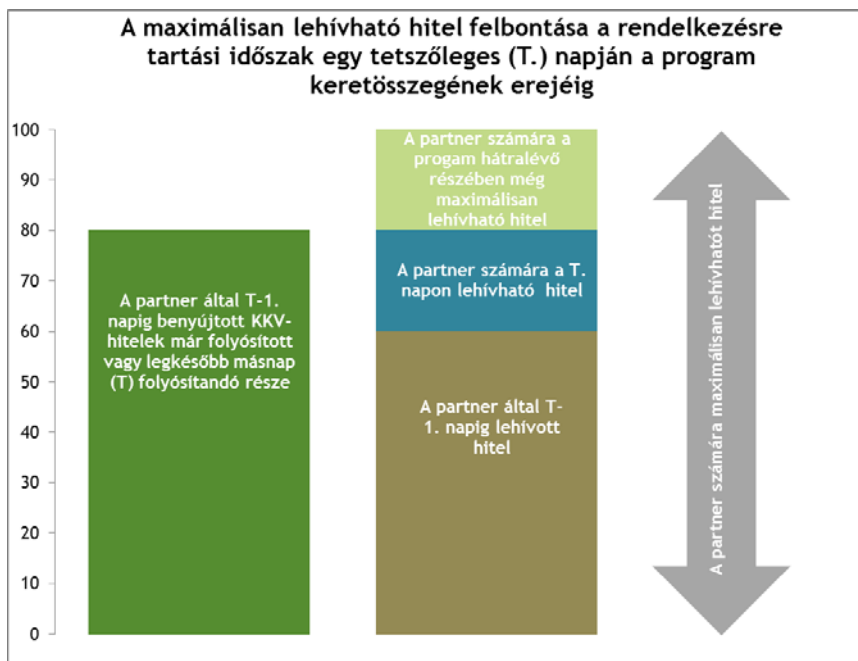 A maximálisan lehívható hitel felbontása a rendelkezésre
tartási időszak egy tetszőleges (T.) napján a program
keretösszegének erejéig
100
90
80
70
60
50
40
30
20
10
0
A partner által T-1.
napig benyújtott KKV-
hitelek már folyósított
vagy legkésőbb másnap
(T) folyósítandó része
A partner számára a
progam hátralévő
részében még
maximálisan
lehívható hitel
A partner számára a T.
napon lehívható hitel
A partner által T-
1. napig lehívott
hitel
A partner számára maximálisan lehívhatót hitel